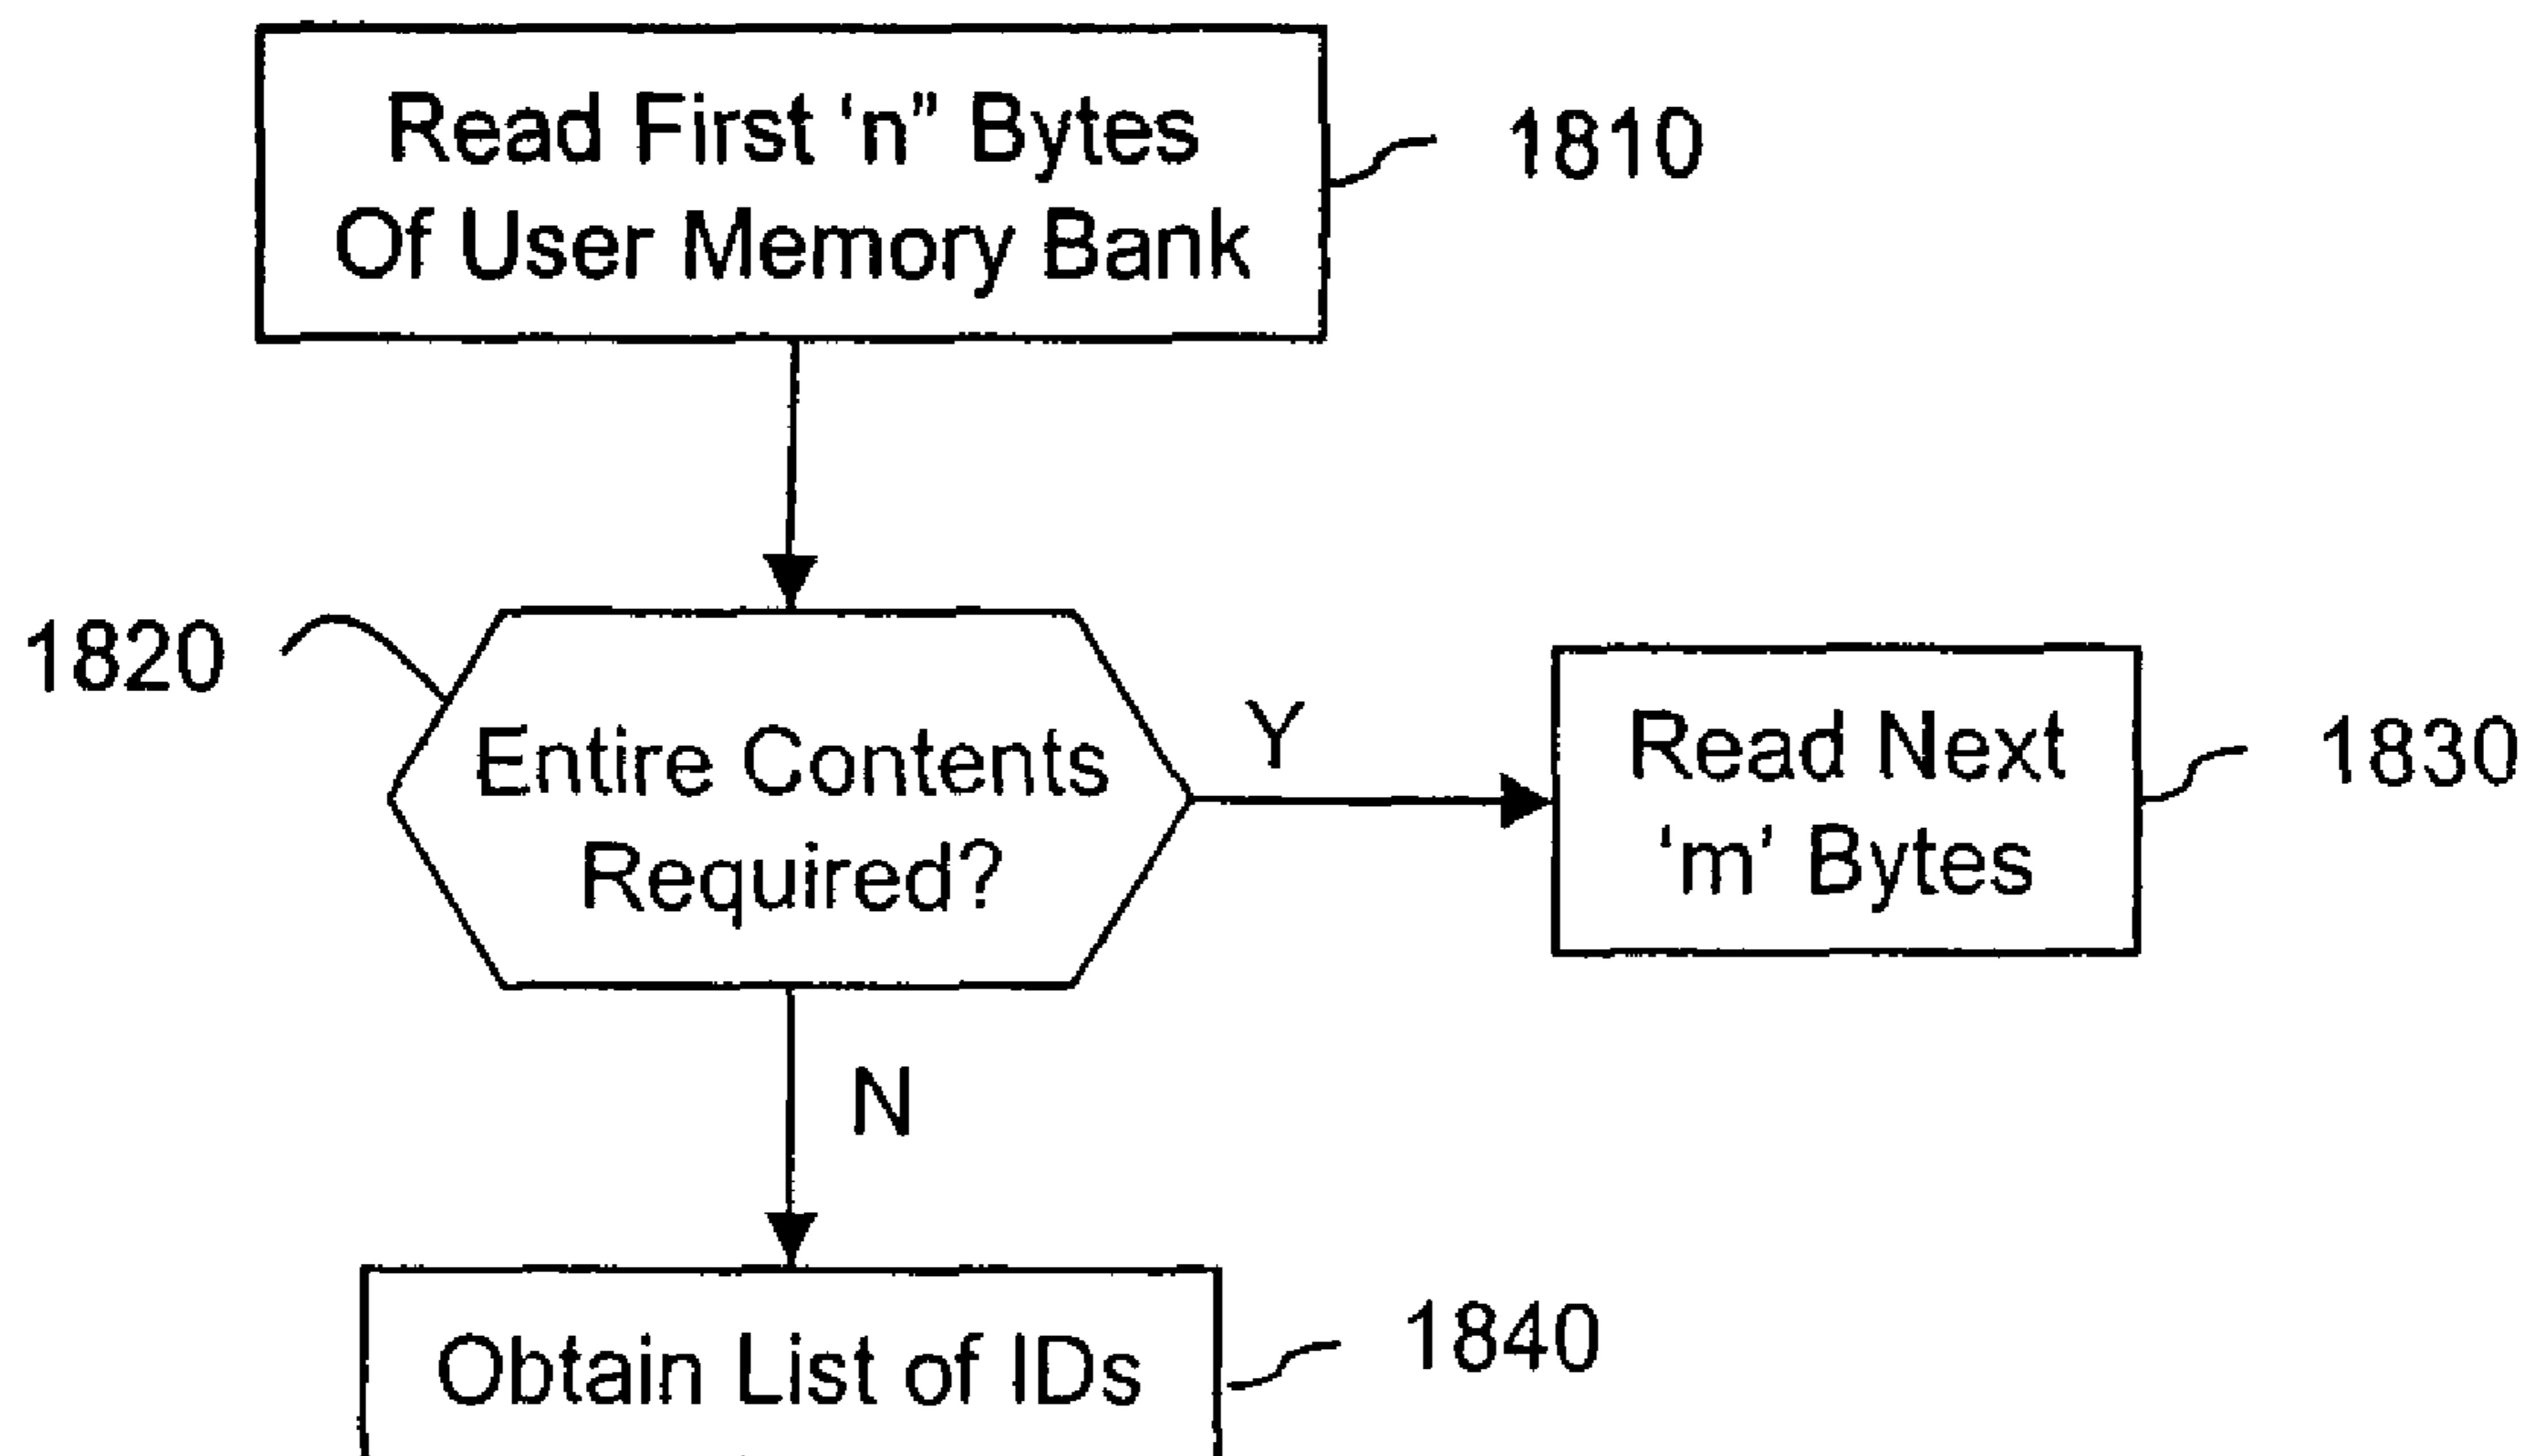 Read First ‘n” Bytes
Of User Memory Bank
1810
1820
Entire Contents
Required?
Y
Read Next
‘m’ Bytes
1830
N
Obtain List of IDs
1840